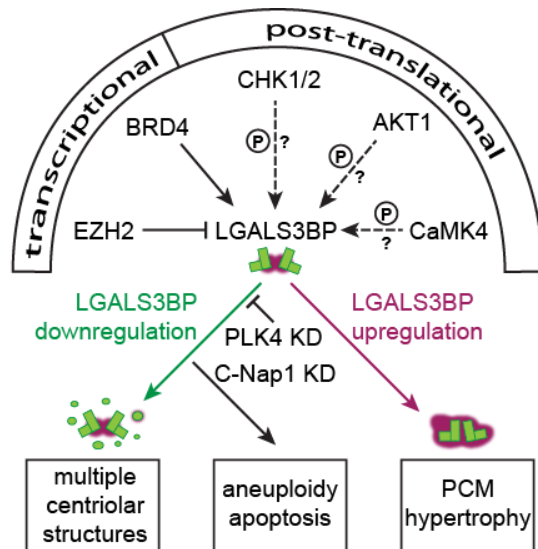 transcriptional
post-translational
CHK1/2
BRD4
AKT1
P ?
P
?
EZH2
LGALS3BP
P
?
CaMK4
LGALS3BP
downregulation
LGALS3BP
upregulation
PLK4 KD
C-Nap1 KD
multiple
centriolar
structures
aneuploidy
apoptosis
PCM
hypertrophy